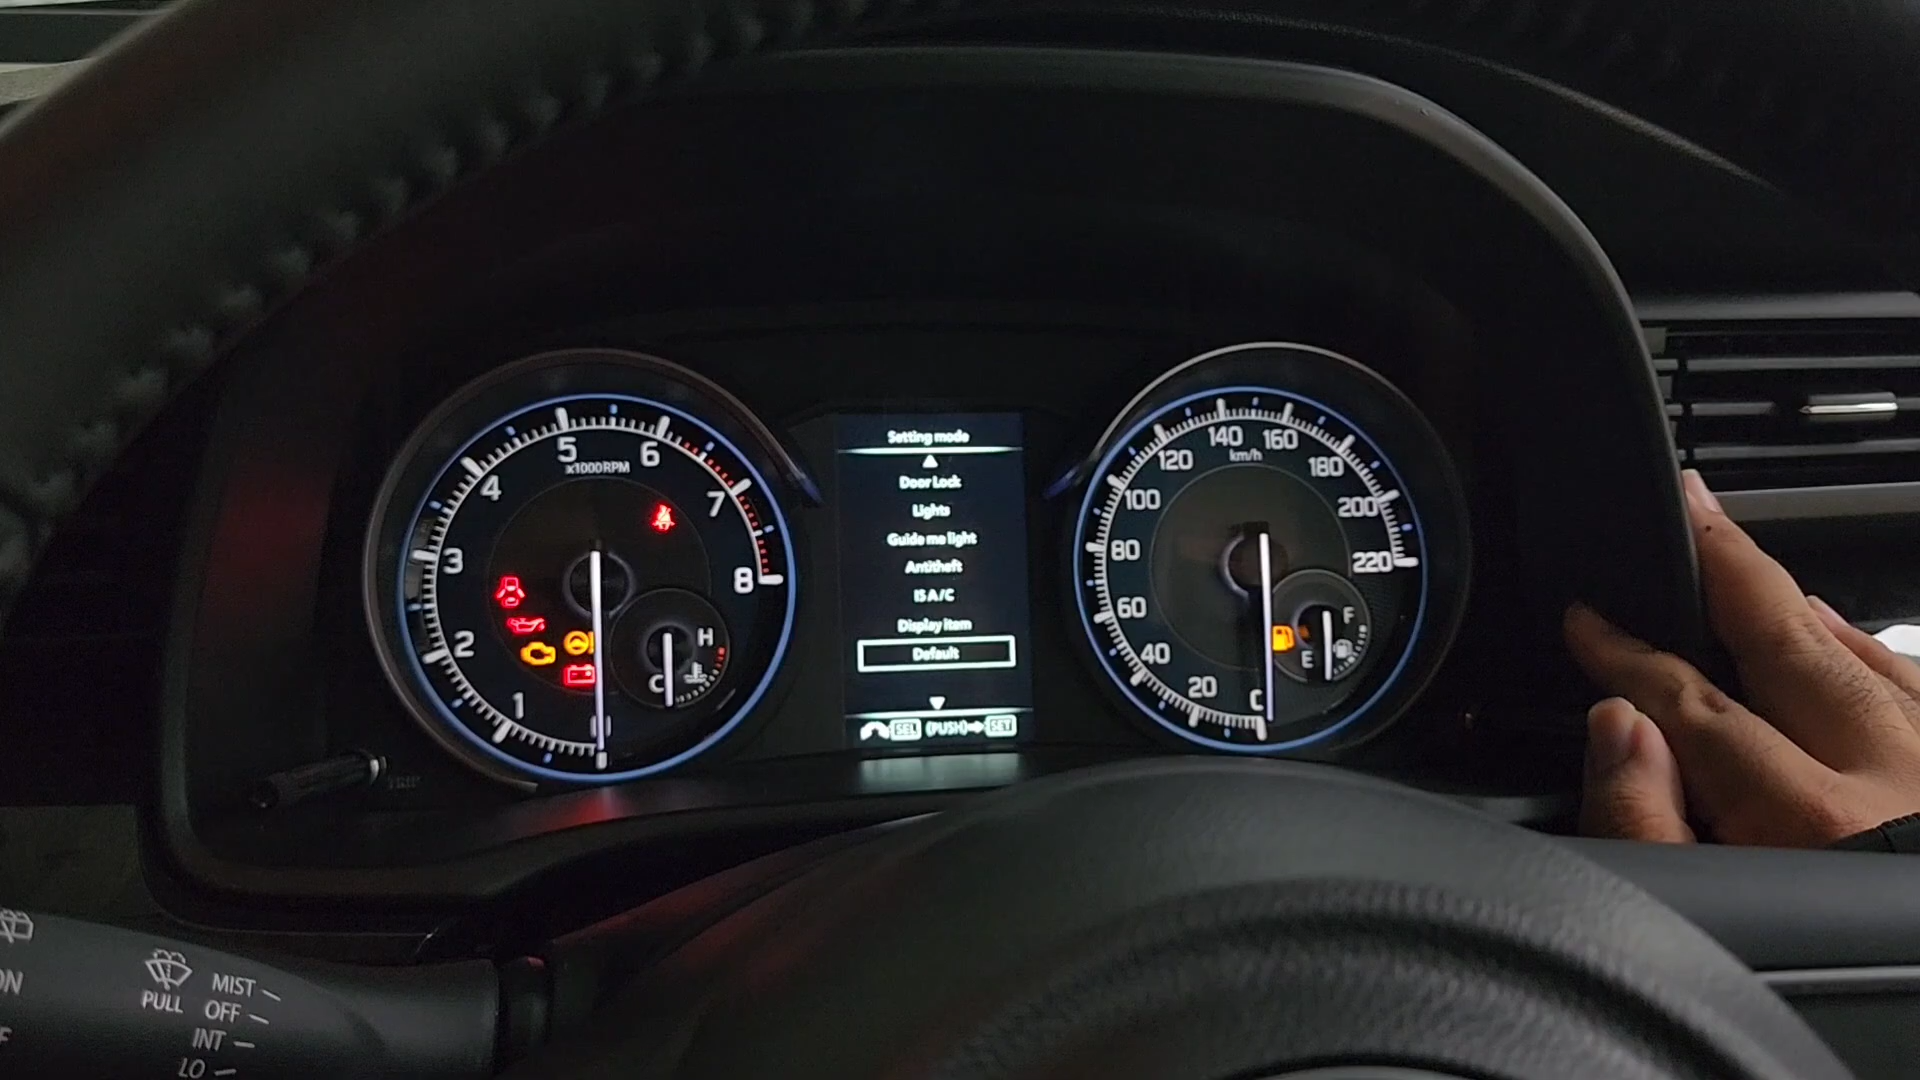 5
6
x1000RPM
4
7
3
8
2
H
C
1
Setting mode
Door Lock
Lights
Guide me light
Antitheft
IS A/C
Display item
Default
SEL (PUSH) SET
140
160
km/h
120
180
100
200
80
220
60
F
E
40
20
TRIP
ON
PULL
MIST
OFF
INT
LO